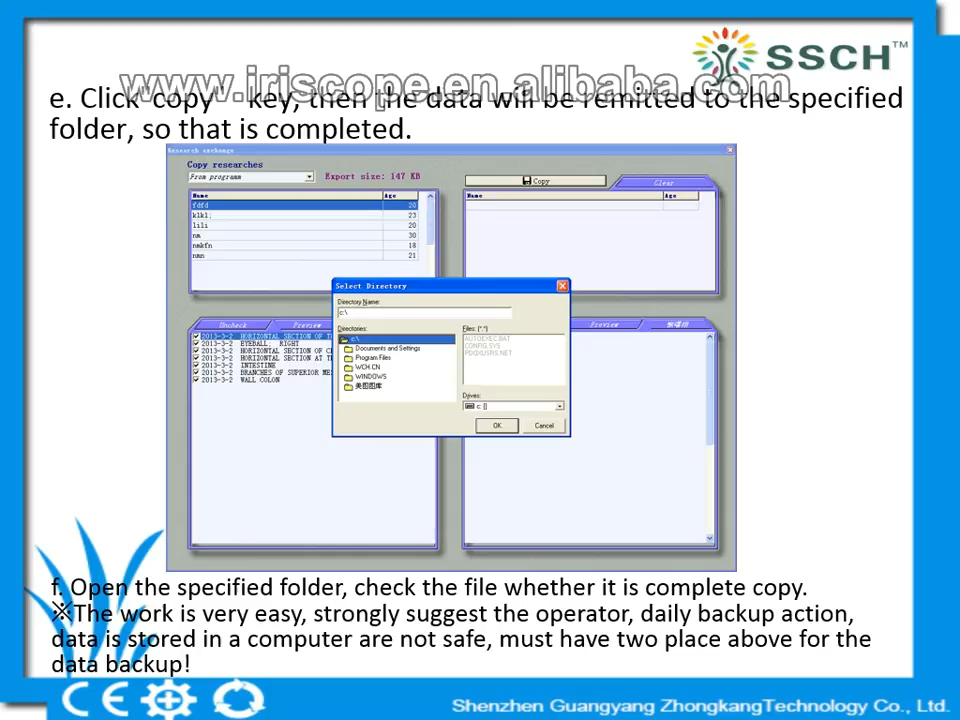 SSCH™
www.iriscope.en.alibaba.com
e. Click"copy" key, then the data will be remitted to the specified
folder, so that is completed.
Research exchange
Copy researches
From programm
Export size: 147 KB
Copy
Clear
Name Age
fdfd 20
klkl; 23
lili 20
nm 30
nmkfn 18
nmn 21
Name Age
Select Directory
Directory Name:
c:\
Directories:
c:\
Documents and Settings
Program Files
WCH.CN
WINDOWS
美图图库
Files: (*.*)
AUTOEXEC.BAT
CONFIG.SYS
Drives:
c: []
OK
Cancel
Uncheck
Preview
2013-3-2 HORIZONTAL SECTION OF T
2013-3-2 EYEBALL; RIGHT
2013-3-2 HORIZONTAL SECTION OF C
2013-3-2 HORIZONTAL SECTION AT T
2013-3-2 INTESTINE
2013-3-2 BRANCHES OF SUPERIOR ME
2013-3-2 WALL COLON
Preview
f. Open the specified folder, check the file whether it is complete copy.
※The work is very easy, strongly suggest the operator, daily backup action,
data is stored in a computer are not safe, must have two place above for the
data backup!
Shenzhen Guangyang ZhongkangTechnology Co., Ltd.